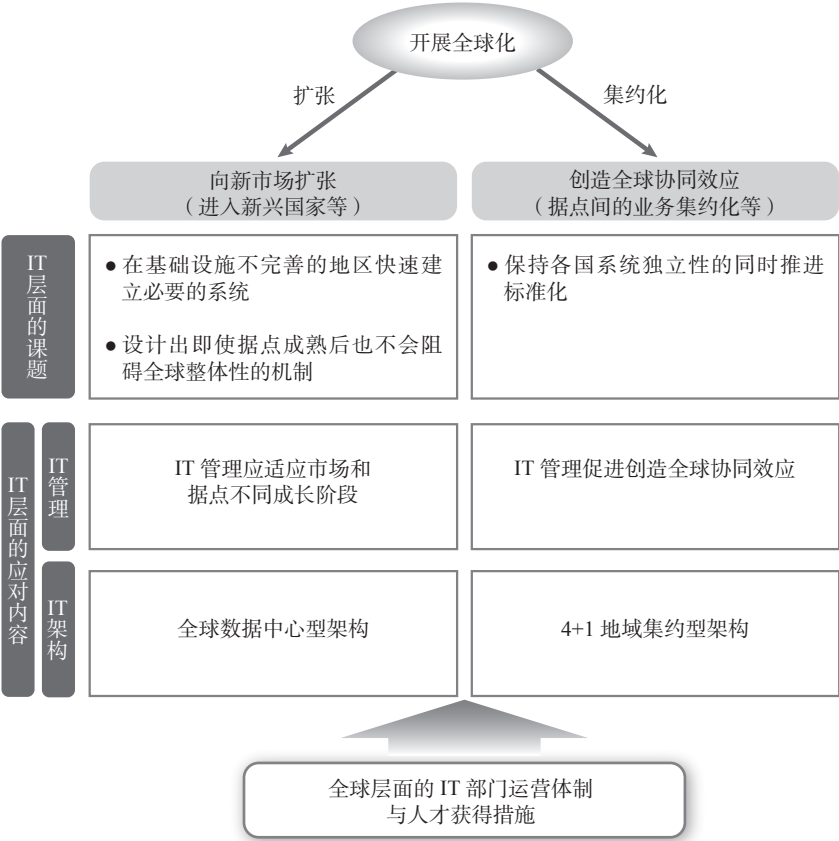 开展全球化
扩张
集约化
向新市场扩张
（进入新兴国家等）
创造全球协同效应
（据点间的业务集约化等）
IT层面的课题
● 在基础设施不完善的地区快速建
立必要的系统
● 设计出即使据点成熟后也不会阻
碍全球整体性的机制
● 保持各国系统独立性的同时推进
标准化
IT层面的应对内容
IT管理
IT 管理应适应市场和
据点不同成长阶段
IT 管理促进创造全球协同效应
IT架构
全球数据中心型架构
4+1 地域集约型架构
全球层面的 IT 部门运营体制
与人才获得措施